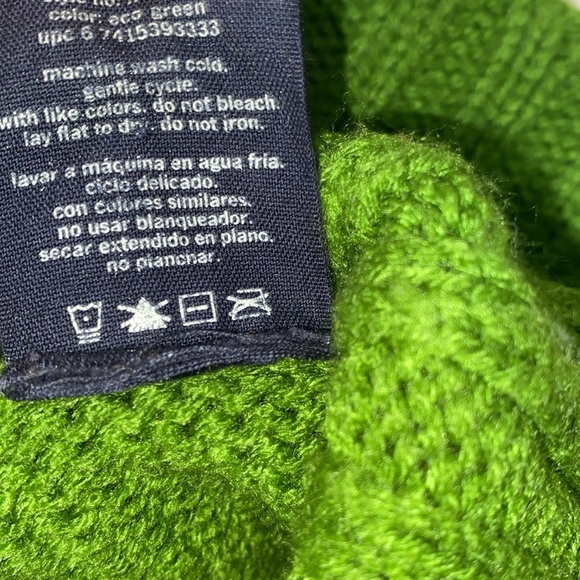 color: eco green
upc 6 7415393333
machine wash cold.
gentle cycle.
with like colors. do not bleach.
lay flat to dry. do not iron.
lavar a máquina en agua fría.
ciclo delicado.
con colores similares.
no usar blanqueador.
secar extendido en plano.
no planchar.